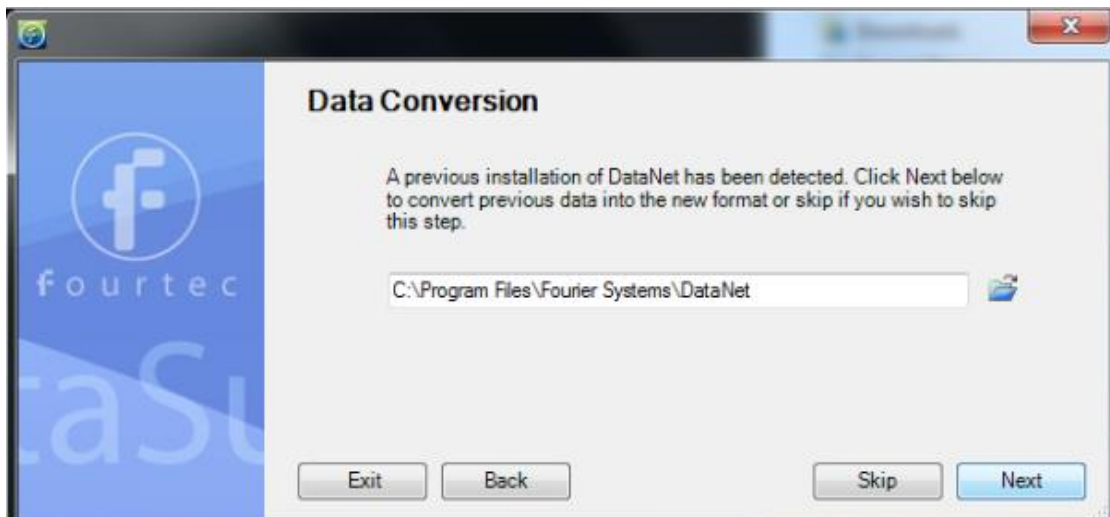 Data Conversion
A previous installation of DataNet has been detected. Click Next below
to convert previous data into the new format or skip if you wish to skip
this step.
C:\Program Files\Fourier Systems\DataNet
fourtec
taSu
Exit
Back
Skip
Next